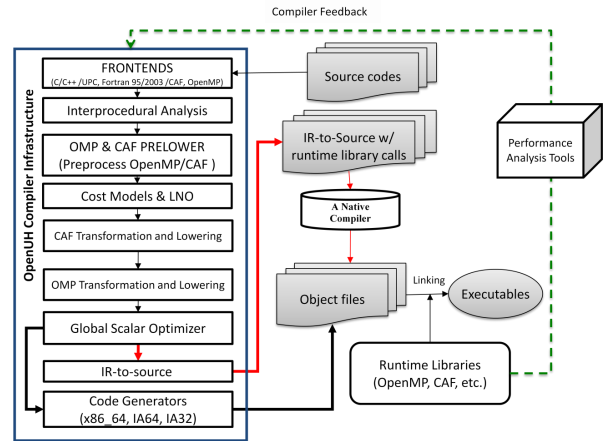 Compiler Feedback
OpenUH Compiler Infrastructure
FRONTENDS
(C/C++ /UPC, Fortran 95/2003 /CAF, OpenMP)
Interprocedural Analysis
OMP & CAF PRELOWER
(Preprocess OpenMP/CAF )
Cost Models & LNO
CAF Transformation and Lowering
OMP Transformation and Lowering
Global Scalar Optimizer
IR-to-source
Code Generators
(x86_64, IA64, IA32)
Source codes
IR-to-Source w/
runtime library calls
A Native
Compiler
Object files
Linking
Executables
Runtime Libraries
(OpenMP, CAF, etc.)
Performance
Analysis Tools